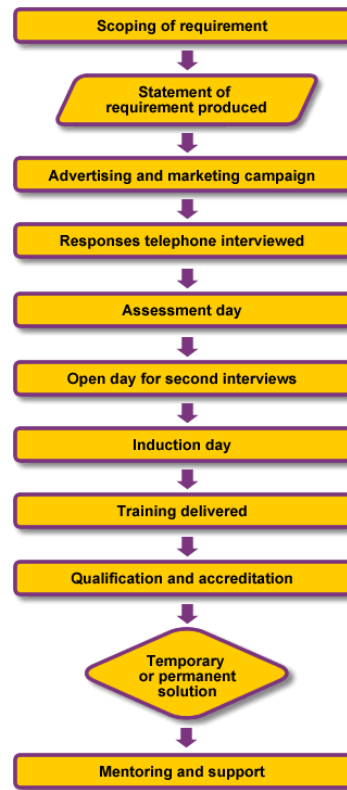 Scoping of requirement
Statement of
requirement produced
Advertising and marketing campaign
Responses telephone interviewed
Assessment day
Open day for second interviews
Induction day
Training delivered
Qualification and accreditation
Temporary
or permanent
solution
Mentoring and support